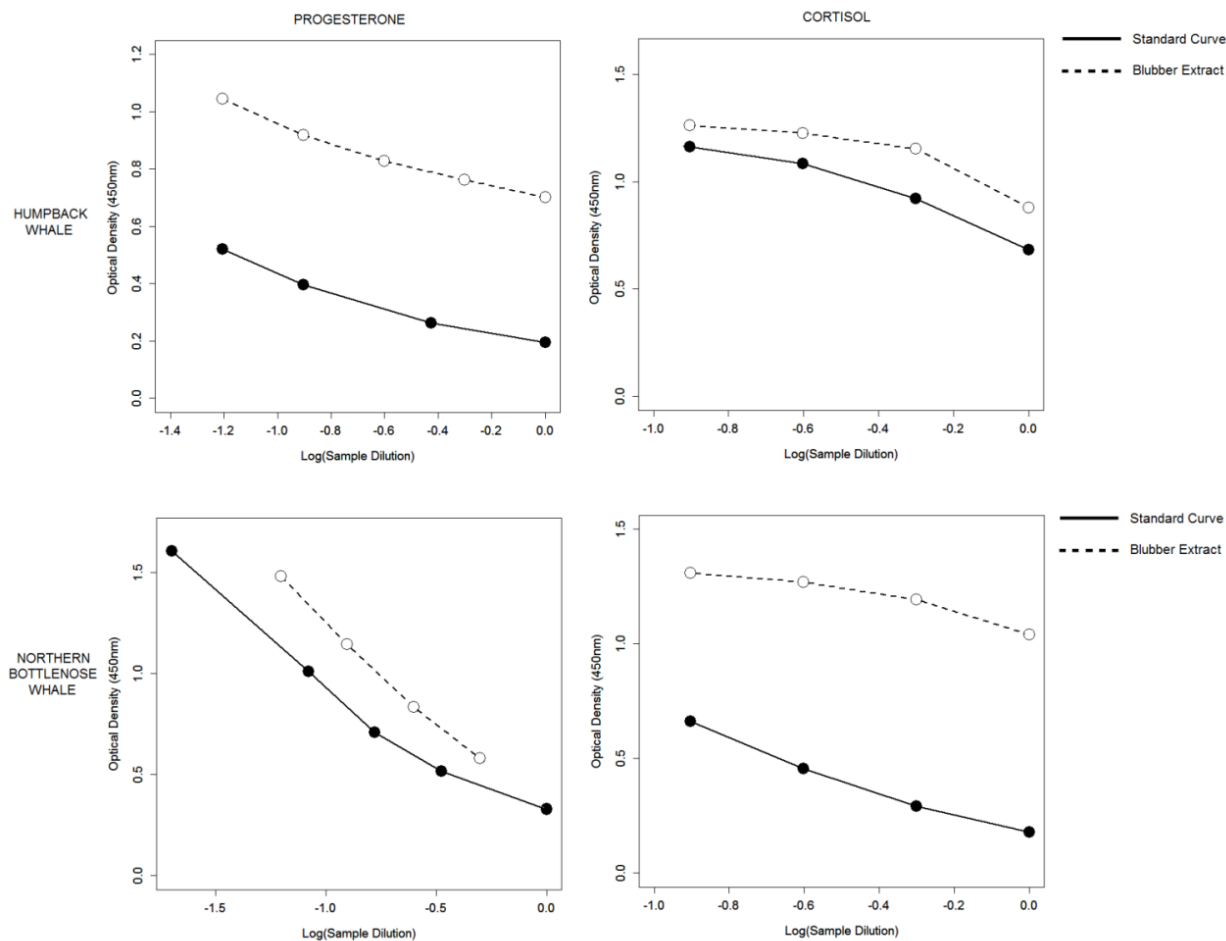 PROGESTERONE
CORTISOL
Standard Curve
Blubber Extract
HUMPBACK
WHALE
Optical Density (450nm)
1.2
1.0
0.8
0.6
0.4
0.2
0.0
-1.4 -1.2 -1.0 -0.8 -0.6 -0.4 -0.2 0.0
Log(Sample Dilution)
Optical Density (450nm)
1.5
1.0
0.5
0.0
-1.0 -0.8 -0.6 -0.4 -0.2 0.0
Log(Sample Dilution)
Standard Curve
Blubber Extract
NORTHERN
BOTTLENOSE
WHALE
Optical Density (450nm)
1.5
1.0
0.5
0.0
-1.5 -1.0 -0.5 0.0
Log(Sample Dilution)
Optical Density (450nm)
1.5
1.0
0.5
0.0
-1.0 -0.8 -0.6 -0.4 -0.2 0.0
Log(Sample Dilution)